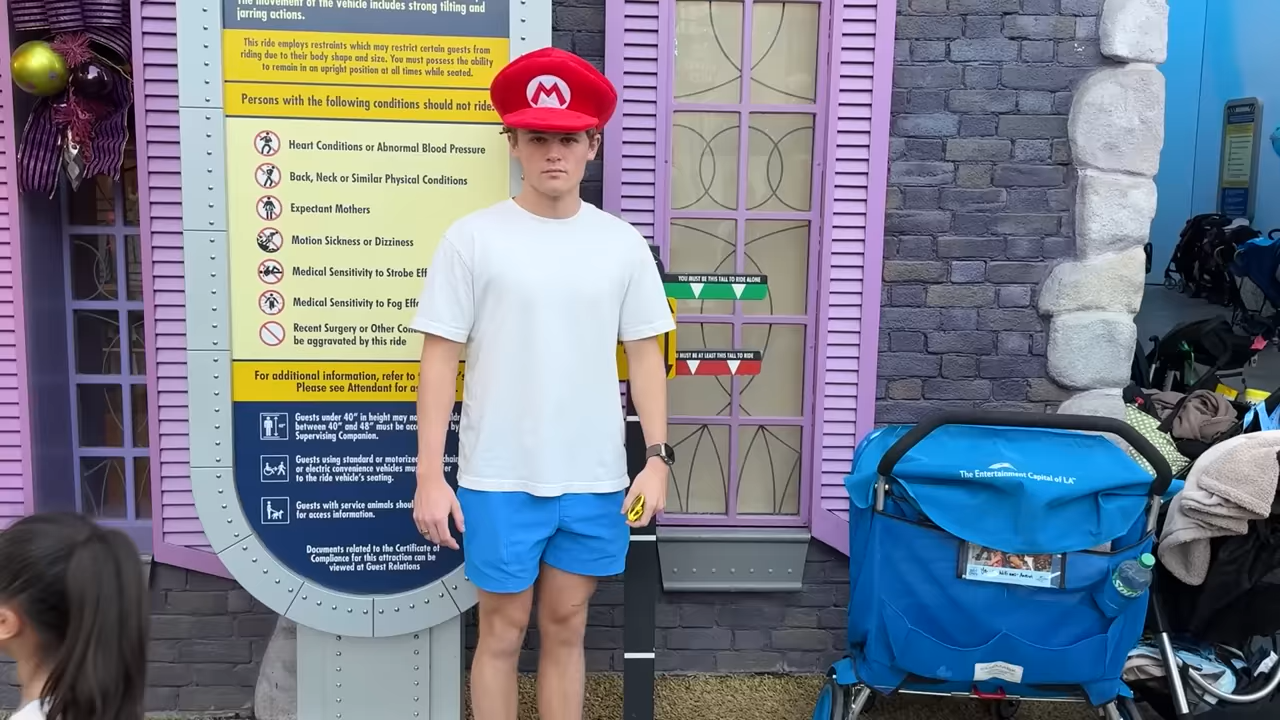 The movement of the vehicle includes strong tilting and
jarring actions.
This ride employs restraints which may restrict certain guests from
riding due to their body shape and size. You must possess the ability
to remain in an upright position at all times while seated.
Persons with the following conditions should not ride:
Heart Conditions or Abnormal Blood Pressure
Back, Neck or Similar Physical Conditions
Expectant Mothers
Motion Sickness or Dizziness
Medical Sensitivity to Strobe Eff
Medical Sensitivity to Fog Effe
Recent Surgery or Other Con
be aggravated by this ride
For additional information, refer to
Please see Attendant for as
Guests under 40" in height may no
between 40" and 48" must be acc by
Supervising Companion.
Guests using standard or motorized chair
or electric convenience vehicles mus fer
to the ride vehicle's seating.
Guests with service animals shoul
for access information.
Documents related to the Certificate of
Compliance for this attraction can be
viewed at Guest Relations
M
YOU MUST BE THIS TALL TO RIDE ALONE
MUST BE AT LEAST THIS TALL TO RIDE
The Entertainment Capital of LA